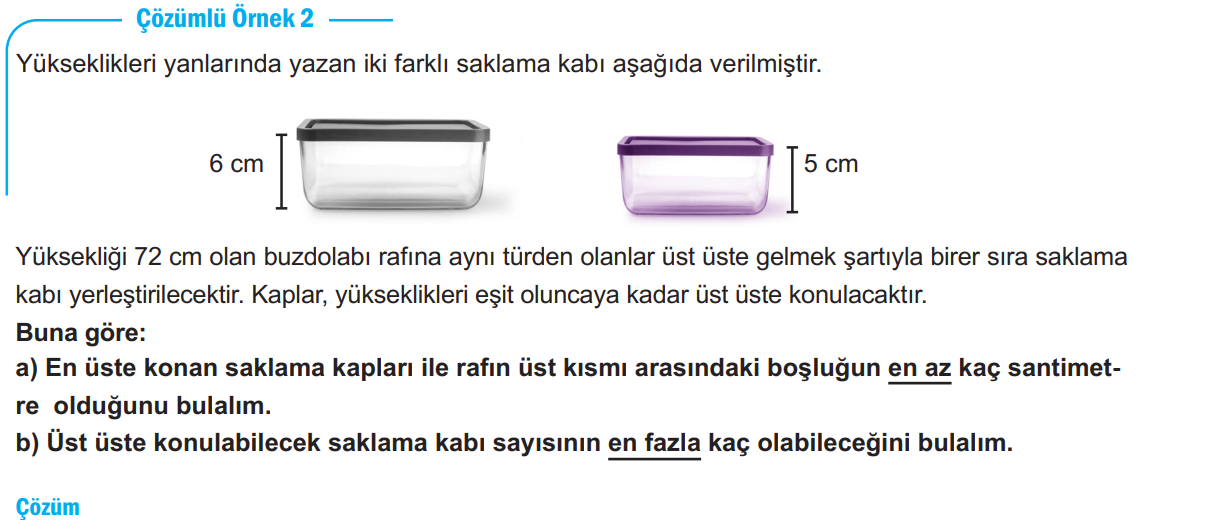 Çözümlü Örnek 2
Yükseklikleri yanlarında yazan iki farklı saklama kabı aşağıda verilmiştir.
6 cm
5 cm
Yüksekliği 72 cm olan buzdolabı rafına aynı türden olanlar üst üste gelmek şartıyla birer sıra saklama
kabı yerleştirilecektir. Kaplar, yükseklikleri eşit oluncaya kadar üst üste konulacaktır.
Buna göre:
a) En üste konan saklama kapları ile rafın üst kısmı arasındaki boşluğun en az kaç santimet-
re olduğunu bulalım.
b) Üst üste konulabilecek saklama kabı sayısının en fazla kaç olabileceğini bulalım.
Çözüm